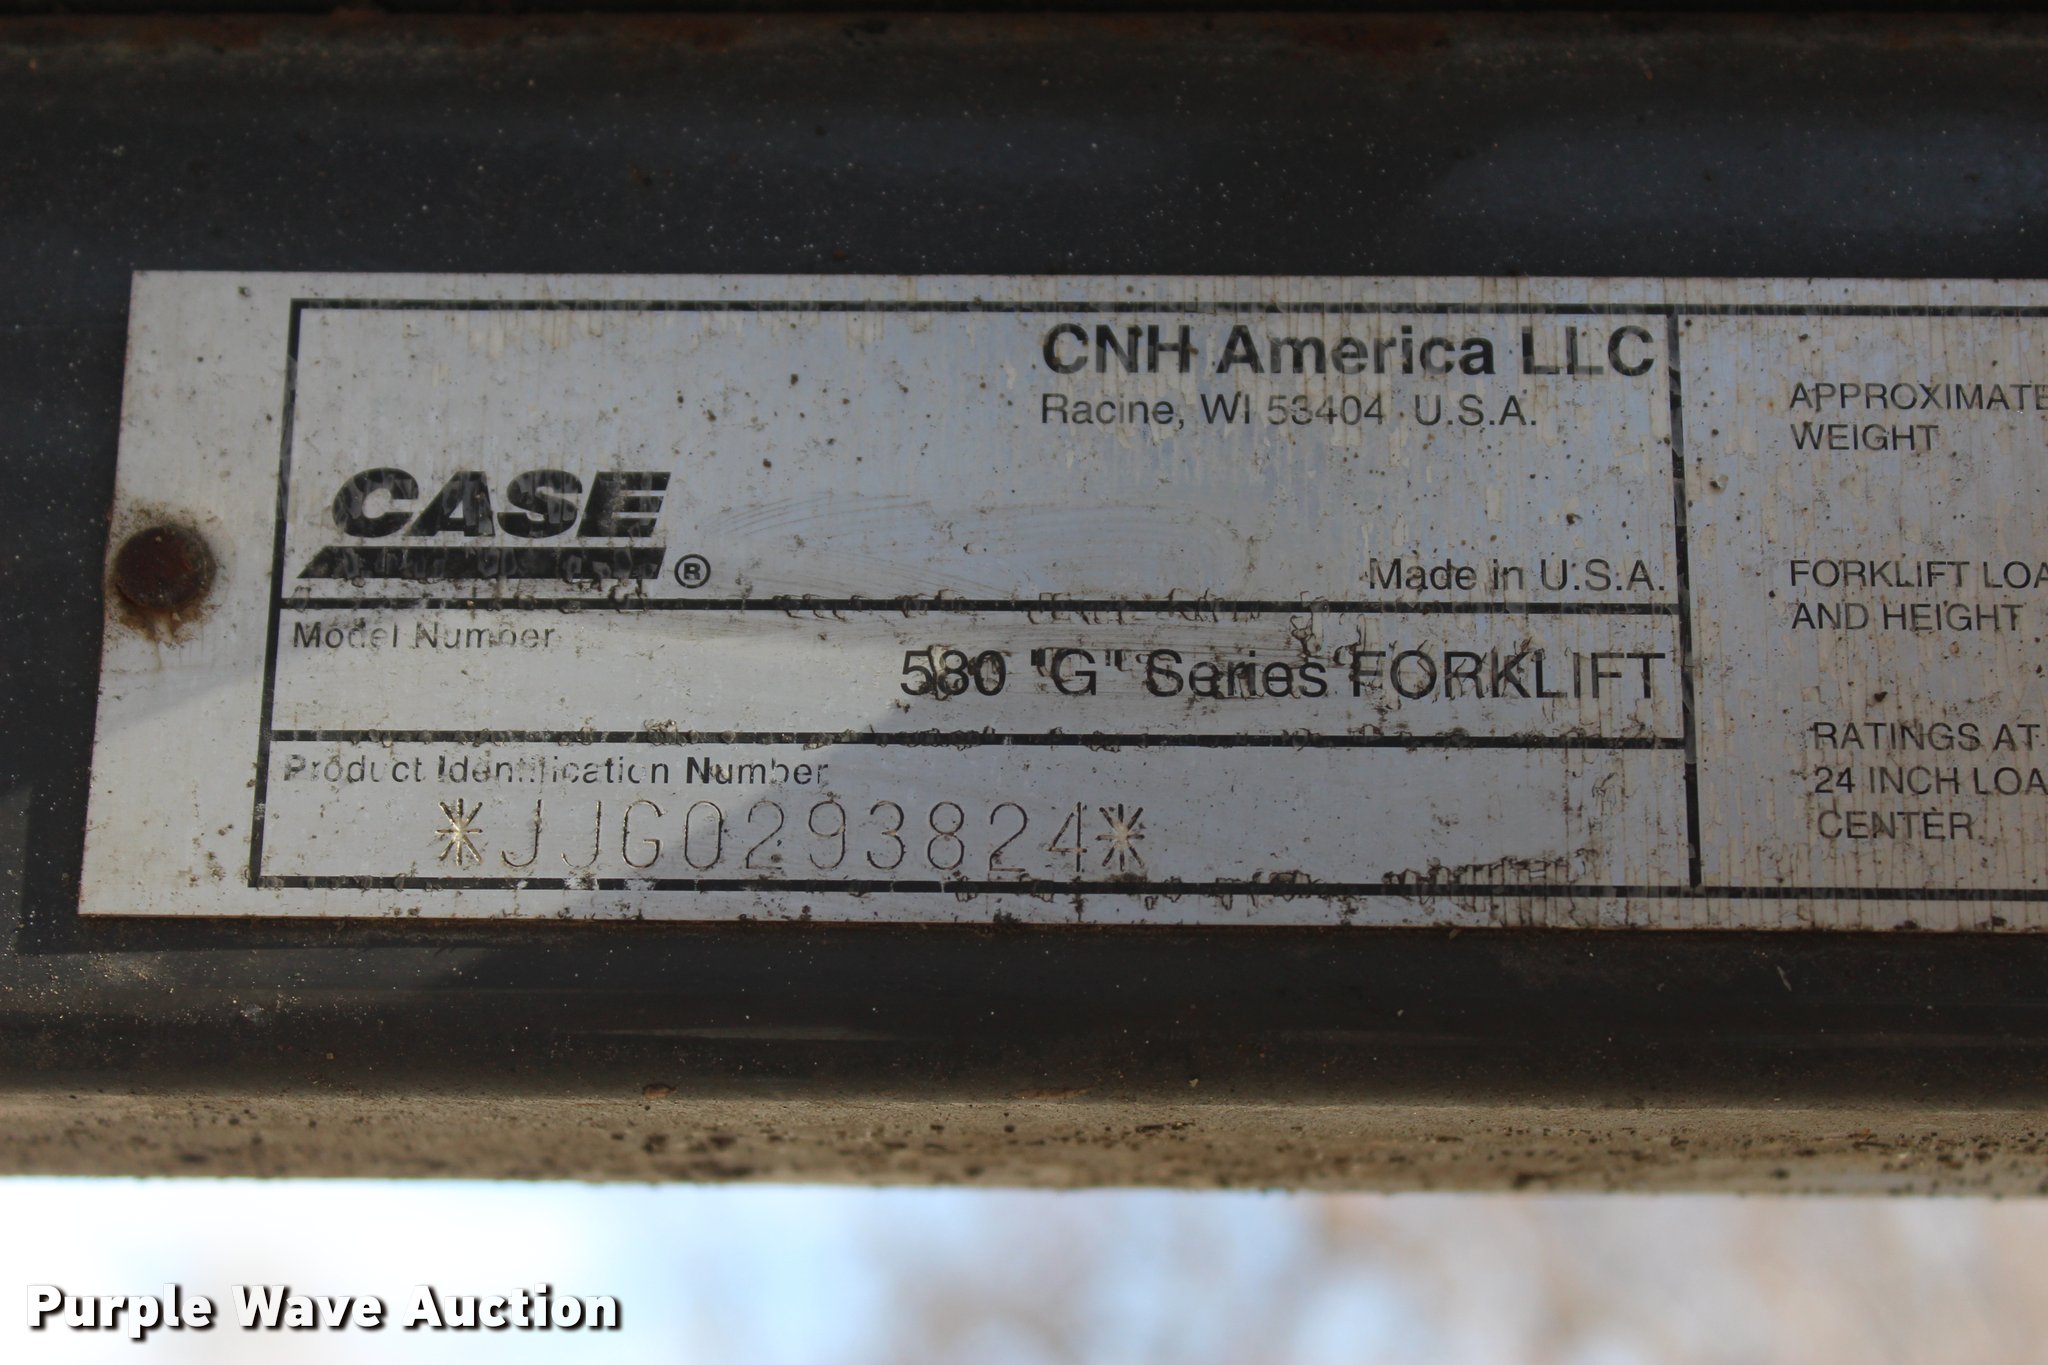 CNH America LLC
Racine, WI 53404 U.S.A.
CASE®
Made in U.S.A.
Model Number
580 "G" Series FORKLIFT
Product Identification Number
*JJG0293824*
APPROXIMATE
WEIGHT
FORKLIFT LOA
AND HEIGHT
RATINGS AT
24 INCH LOA
CENTER.
Purple Wave Auction